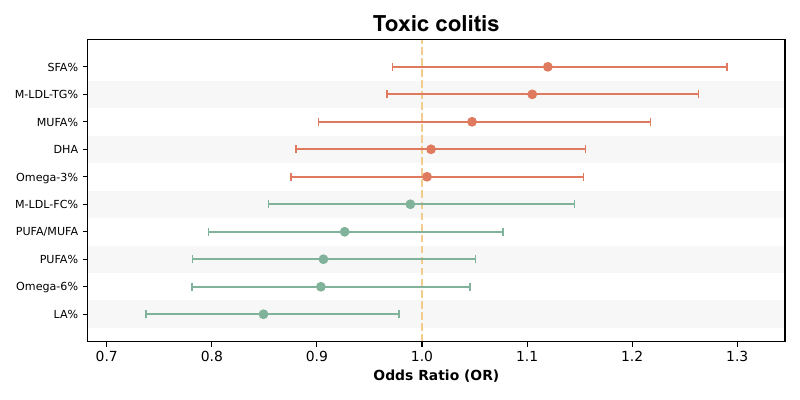 Toxic colitis
SFA%
M-LDL-TG%
MUFA%
DHA
Omega-3%
M-LDL-FC%
PUFA/MUFA
PUFA%
Omega-6%
LA%
0.7 0.8 0.9 1.0 1.1 1.2 1.3
Odds Ratio (OR)